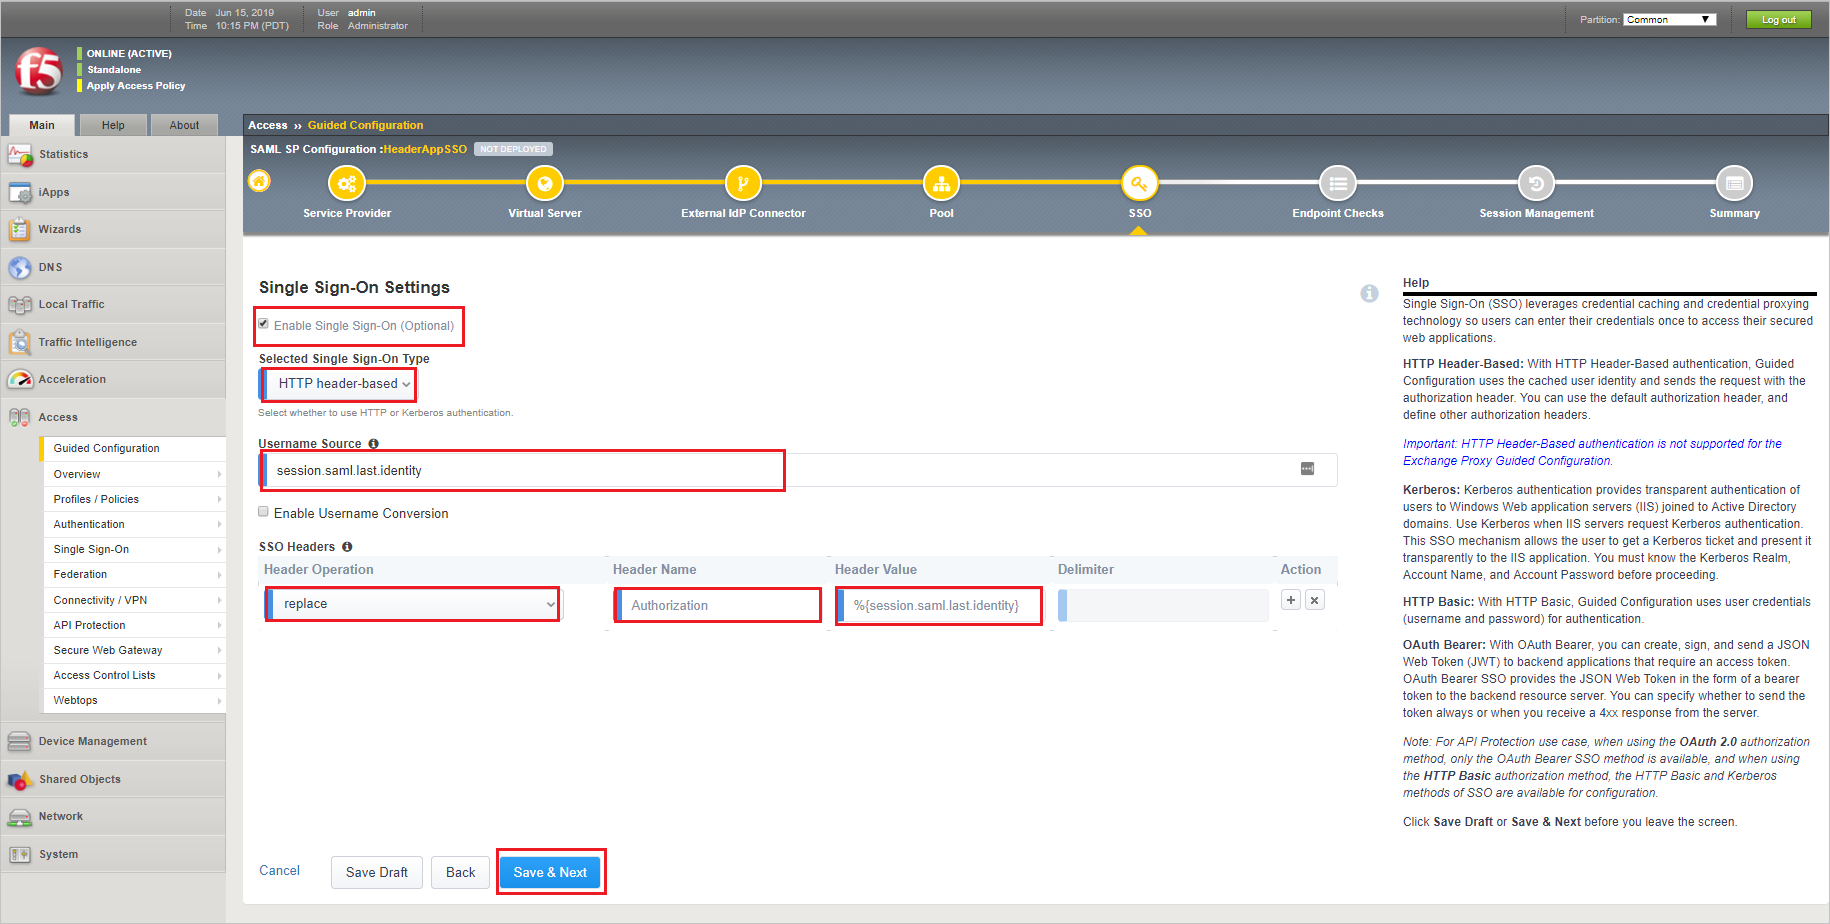 Date Jun 15, 2019
Time 10:15 PM (PDT)
User admin
Role Administrator
Partition: Common
Log out
f5
ONLINE (ACTIVE)
Standalone
Apply Access Policy
Main
Help
About
Statistics
iApps
Wizards
DNS
Local Traffic
Traffic Intelligence
Acceleration
Access
Guided Configuration
Overview
Profiles / Policies
Authentication
Single Sign-On
Federation
Connectivity / VPN
API Protection
Secure Web Gateway
Access Control Lists
Webtops
Device Management
Shared Objects
Network
System
Access ›› Guided Configuration
SAML SP Configuration :HeaderAppSSO NOT DEPLOYED
Service Provider
Virtual Server
External IdP Connector
Pool
SSO
Endpoint Checks
Session Management
Summary
Single Sign-On Settings
Enable Single Sign-On (Optional)
Selected Single Sign-On Type
HTTP header-based
Select whether to use HTTP or Kerberos authentication.
Username Source
session.saml.last.identity
Enable Username Conversion
SSO Headers
Header Operation Header Name Header Value Delimiter Action
replace Authorization %{session.saml.last.identity} + x
Cancel
Save Draft
Back
Save & Next
Help
Single Sign-On (SSO) leverages credential caching and credential proxying
technology so users can enter their credentials once to access their secured
web applications.
HTTP Header-Based: With HTTP Header-Based authentication, Guided
Configuration uses the cached user identity and sends the request with the
authorization header. You can use the default authorization header, and
define other authorization headers.
Important: HTTP Header-Based authentication is not supported for the
Exchange Proxy Guided Configuration.
Kerberos: Kerberos authentication provides transparent authentication of
users to Windows Web application servers (IIS) joined to Active Directory
domains. Use Kerberos when IIS servers request Kerberos authentication.
This SSO mechanism allows the user to get a Kerberos ticket and present it
transparently to the IIS application. You must know the Kerberos Realm,
Account Name, and Account Password before proceeding.
HTTP Basic: With HTTP Basic, Guided Configuration uses user credentials
(username and password) for authentication.
OAuth Bearer: With OAuth Bearer, you can create, sign, and send a JSON
Web Token (JWT) to backend applications that require an access token.
OAuth Bearer SSO provides the JSON Web Token in the form of a bearer
token to the backend resource server. You can specify whether to send the
token always or when you receive a 4xx response from the server.
Note: For API Protection use case, when using the OAuth 2.0 authorization
method, only the OAuth Bearer SSO method is available, and when using
the HTTP Basic authorization method, the HTTP Basic and Kerberos
methods of SSO are available for configuration.
Click Save Draft or Save & Next before you leave the screen.